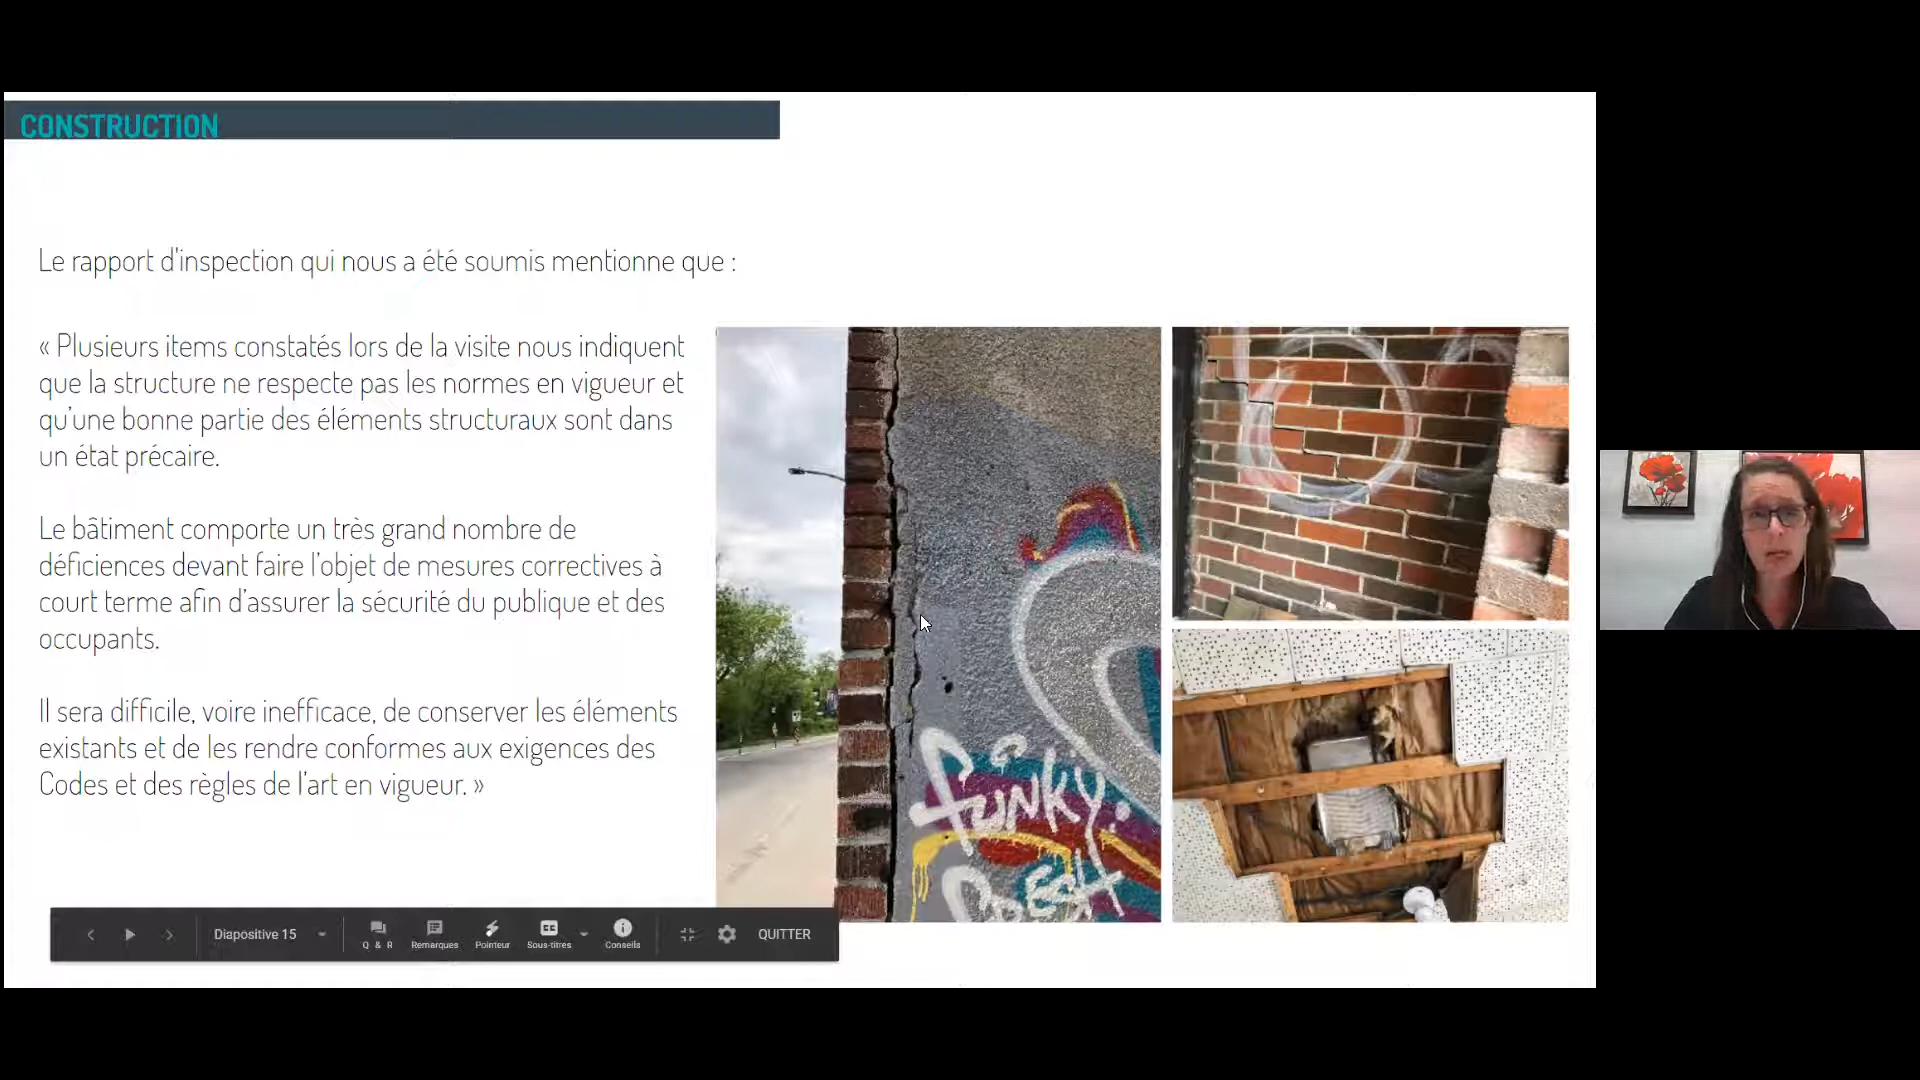 CONSTRUCTION
Le rapport d'inspection qui nous a été soumis mentionne que :
« Plusieurs items constatés lors de la visite nous indiquent
que la structure ne respecte pas les normes en vigueur et
qu'une bonne partie des éléments structuraux sont dans
un état précaire.
Le bâtiment comporte un très grand nombre de
déficiences devant faire l'objet de mesures correctives à
court terme afin d'assurer la sécurité du publique et des
occupants.
Il sera difficile, voire inefficace, de conserver les éléments
existants et de les rendre conformes aux exigences des
Codes et des règles de l'art en vigueur. »
funky
Diapositive 15
Q & R
Remarques
Pointeur
Sous-titres
Conseils
QUITTER